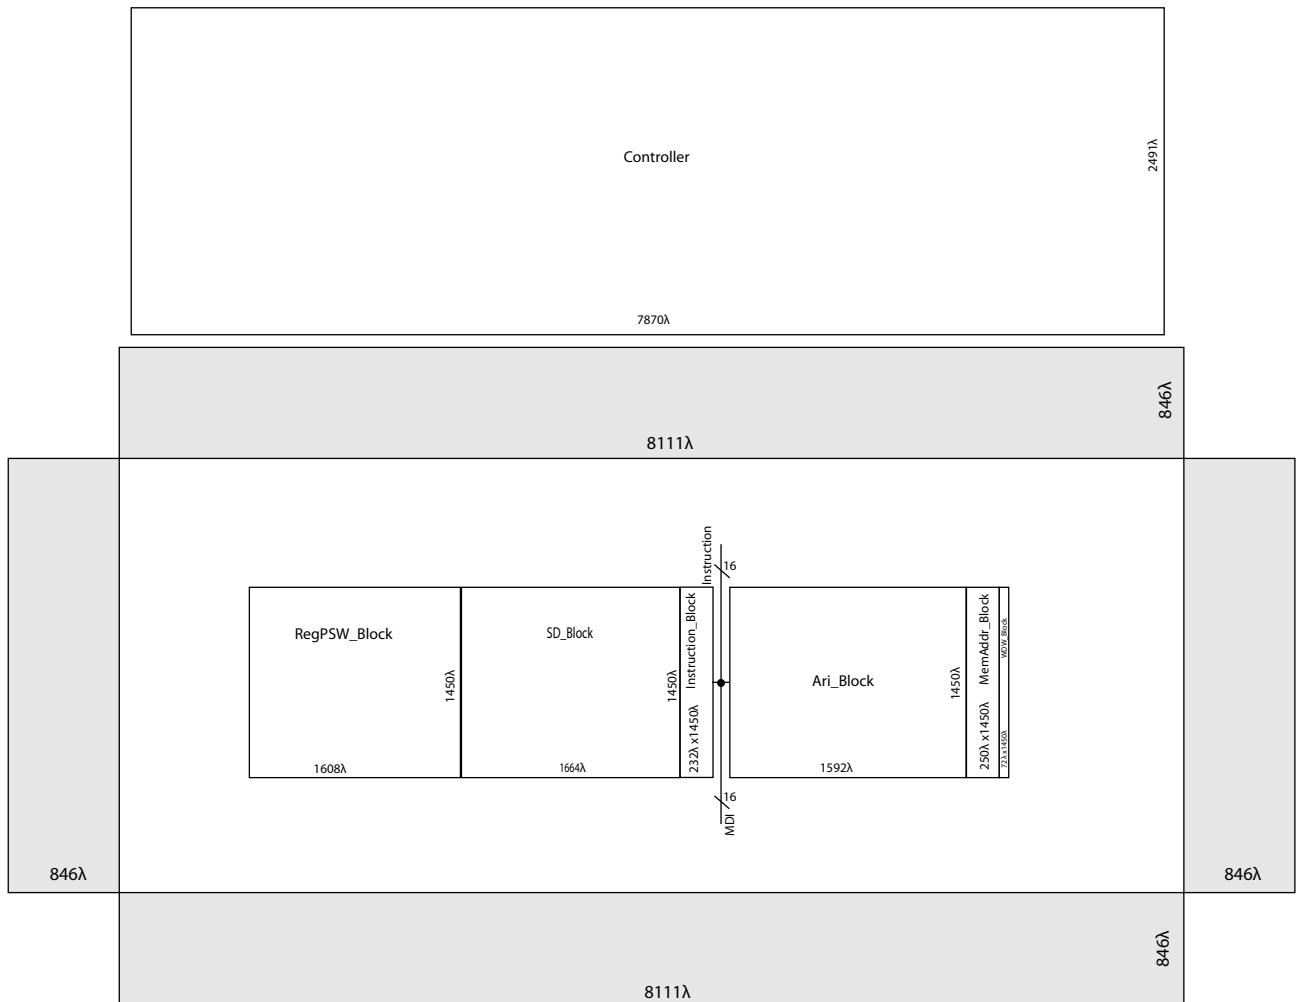 Controller
2491λ
7870λ
846λ
8111λ
Instruction
16
RegPSW_Block
1450λ
1608λ
SD_Block
1450λ
1664λ
Instruction_Block
232λ x1450λ
16
MDI
Ari_Block
1450λ
1592λ
MemAddr_Block
250λ x1450λ
WDW_Block
72λ x1450λ
846λ
846λ
846λ
8111λ